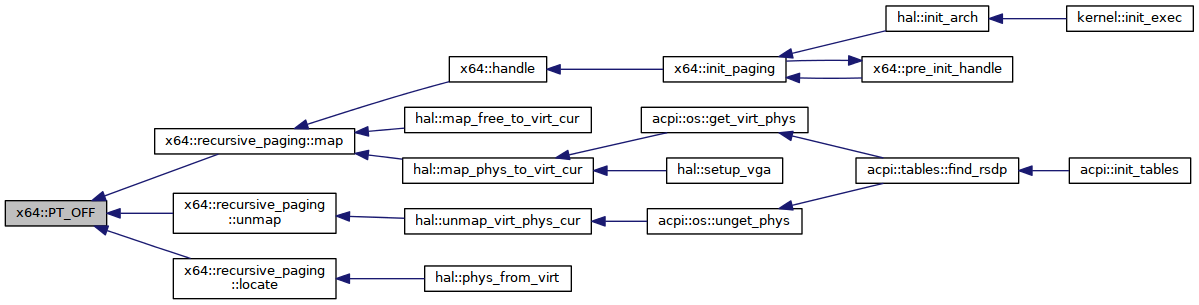 hal::init_arch
kernel::init_exec
x64::handle
x64::init_paging
x64::pre_init_handle
hal::map_free_to_virt_cur
acpi::os::get_virt_phys
x64::recursive_paging::map
hal::map_phys_to_virt_cur
hal::setup_vga
acpi::tables::find_rsdp
acpi::init_tables
x64::PT_OFF
x64::recursive_paging
::unmap
hal::unmap_virt_phys_cur
acpi::os::unget_phys
x64::recursive_paging
::locate
hal::phys_from_virt